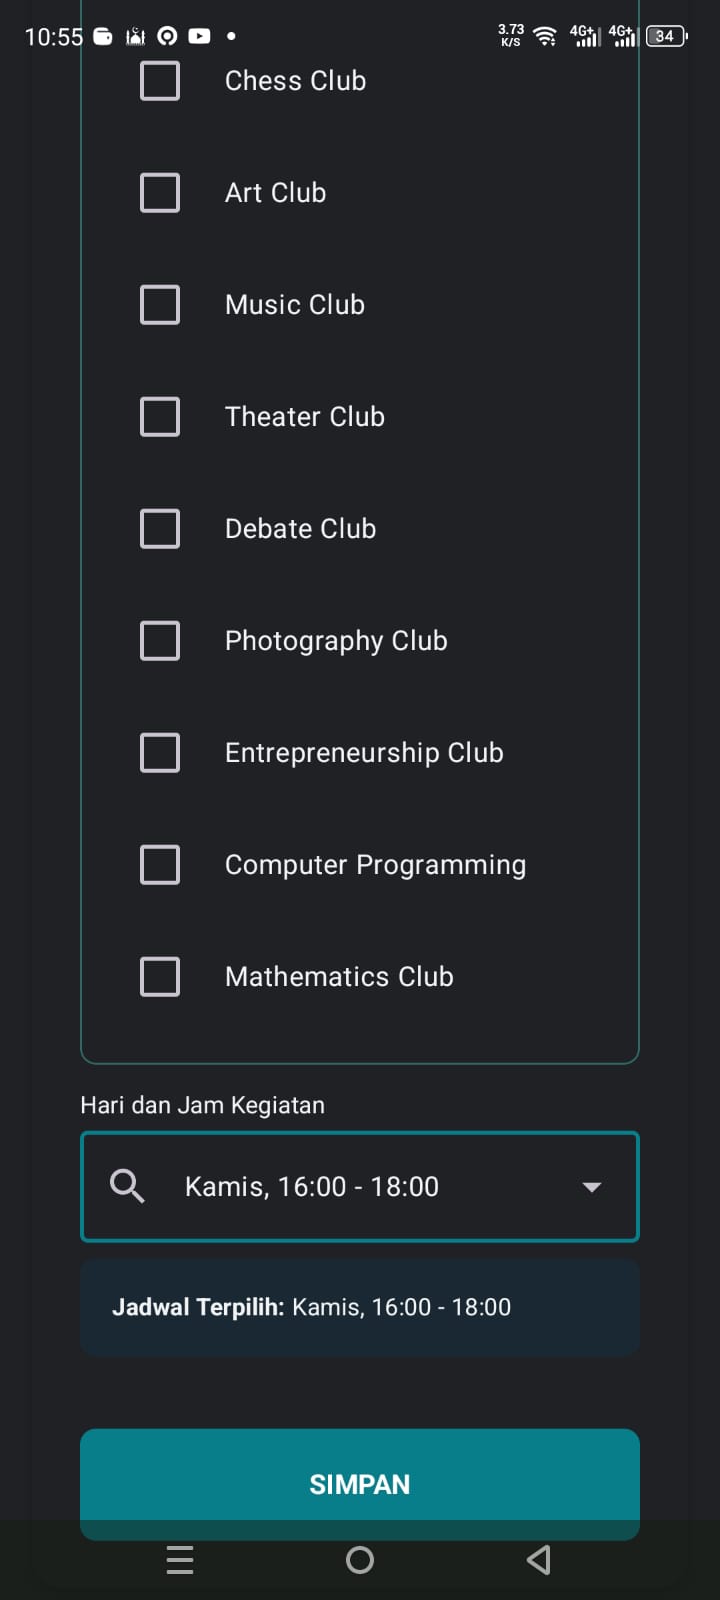 10:55 3.73 K/S 4G+ 4G+ 34
Chess Club
Art Club
Music Club
Theater Club
Debate Club
Photography Club
Entrepreneurship Club
Computer Programming
Mathematics Club
Hari dan Jam Kegiatan
Kamis, 16:00 - 18:00
Jadwal Terpilih: Kamis, 16:00 - 18:00
SIMPAN